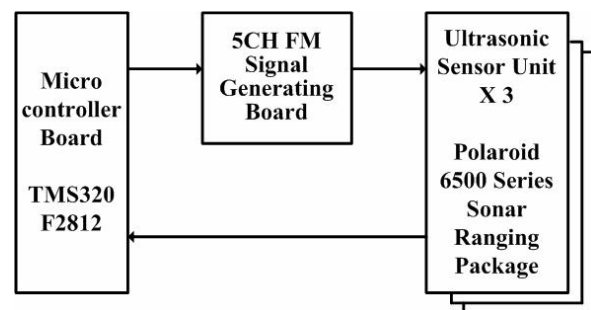 Micro
controller
Board
TMS320
F2812
5CH FM
Signal
Generating
Board
Ultrasonic
Sensor Unit
X 3
Polaroid
6500 Series
Sonar
Ranging
Package